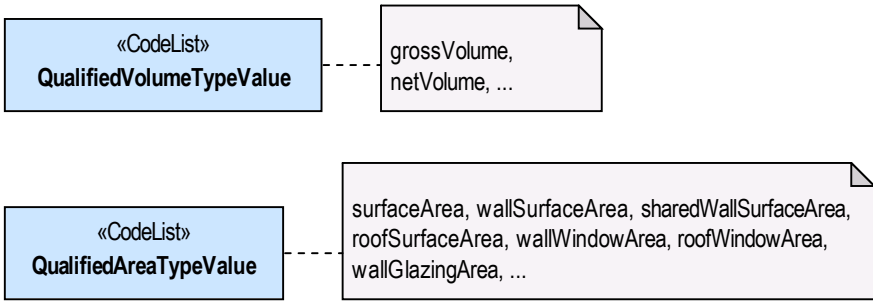 «CodeList»
QualifiedVolumeTypeValue
grossVolume,
netVolume, ...
«CodeList»
QualifiedAreaTypeValue
surfaceArea, wallSurfaceArea, sharedWallSurfaceArea,
roofSurfaceArea, wallWindowArea, roofWindowArea,
wallGlazingArea, ...